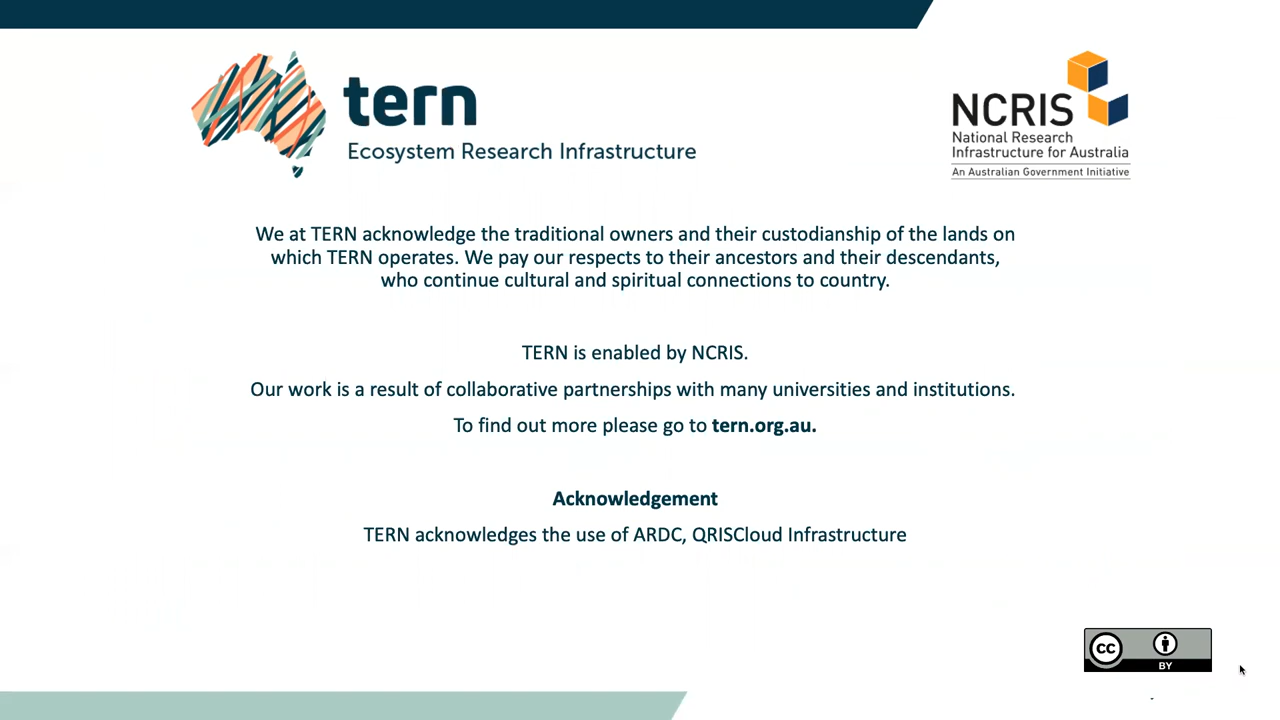 tern
Ecosystem Research Infrastructure
NCRIS
National Research
Infrastructure for Australia
An Australian Government Initiative
We at TERN acknowledge the traditional owners and their custodianship of the lands on
which TERN operates. We pay our respects to their ancestors and their descendants,
who continue cultural and spiritual connections to country.
TERN is enabled by NCRIS.
Our work is a result of collaborative partnerships with many universities and institutions.
To find out more please go to tern.org.au.
Acknowledgement
TERN acknowledges the use of ARDC, QRISCloud Infrastructure
cc
BY